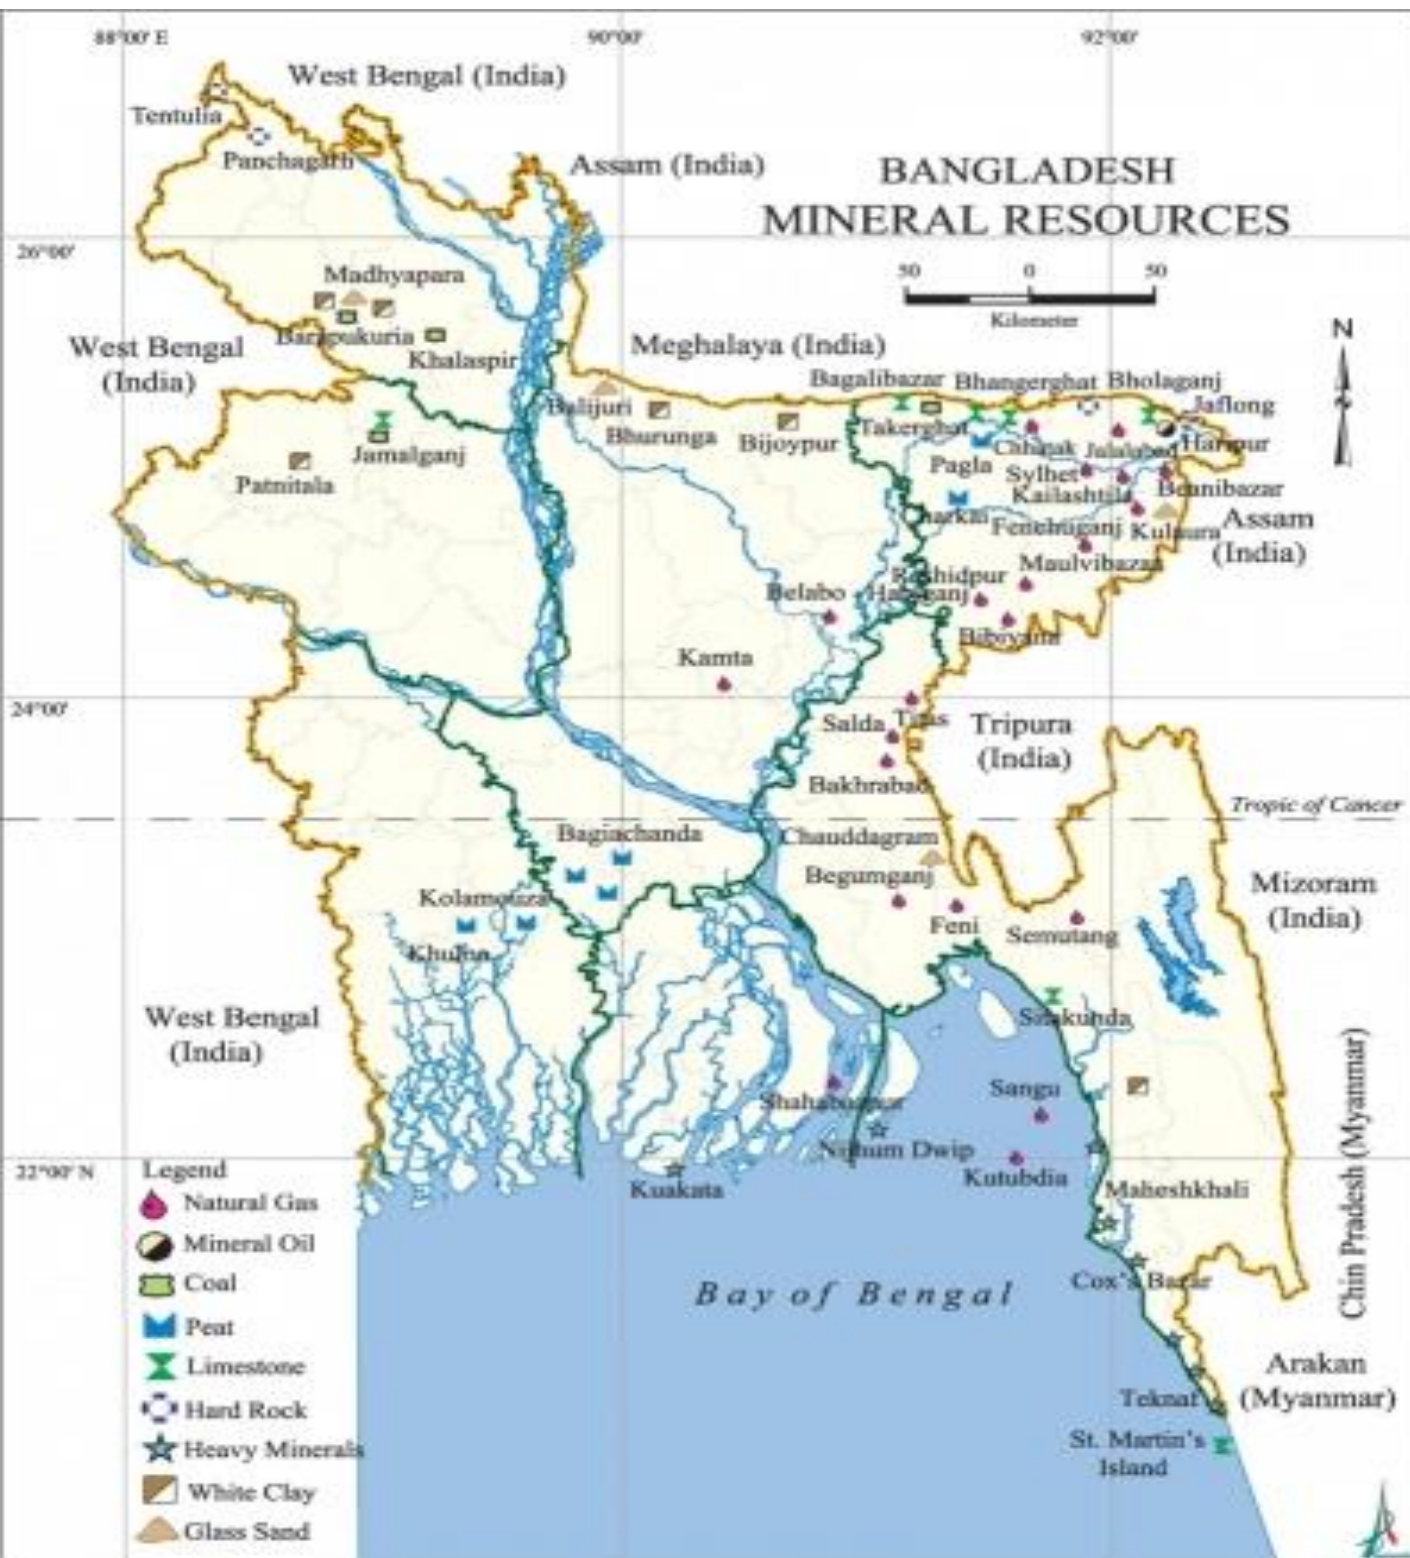 88°00' E
90°00'
92°00'
West Bengal (India)
Tentulia
Panchagarh
Assam (India)
BANGLADESH
MINERAL RESOURCES
26°00'
50 0 50
Kilometer
N
Madhyapara
Barapukuria
Khalaspir
West Bengal
(India)
Meghalaya (India)
Bagalibazar
Bhangerghat
Bholaganj
Jaflong
Balijuri
Bhurunga
Bijoypur
Takerghat
Chhatak
Jalalabad
Haripur
Jamalganj
Patnitala
Pagla
Sylhet
Kailashtila
Beanibazar
Fenchuganj
Kulaura
Assam
(India)
Maulvibazar
Rashidpur
Belabo
Habiganj
Bibiyana
Kamta
24°00'
Salda
Titas
Tripura
(India)
Bakhrabad
Tropic of Cancer
Bagiachanda
Chauddagram
Begumganj
Kolamouza
Feni
Semutang
Mizoram
(India)
Khulna
West Bengal
(India)
Sitakunda
Sangu
Shahabazpur
Nijhum Dwip
Kutubdia
Kuakata
Maheshkhali
Chin Pradesh (Myanmar)
22°00' N
Legend
Natural Gas
Mineral Oil
Coal
Peat
Limestone
Hard Rock
Heavy Minerals
White Clay
Glass Sand
Bay of Bengal
Cox's Bazar
Arakan
(Myanmar)
Teknaf
St. Martin's
Island